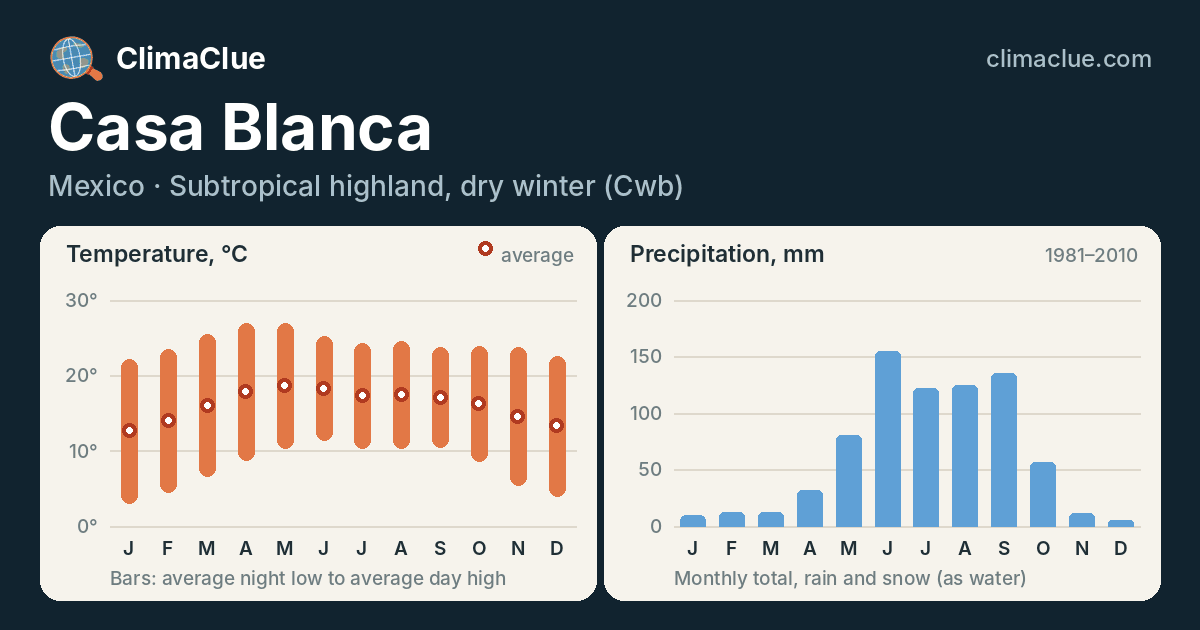 ClimaClue
climaclue.com
Casa Blanca
Mexico · Subtropical highland, dry winter (Cwb)
Temperature, °C
average
30°
20°
10°
0°
J F M A M J J A S O N D
Bars: average night low to average day high
Precipitation, mm
1981–2010
200
150
100
50
0
J F M A M J J A S O N D
Monthly total, rain and snow (as water)